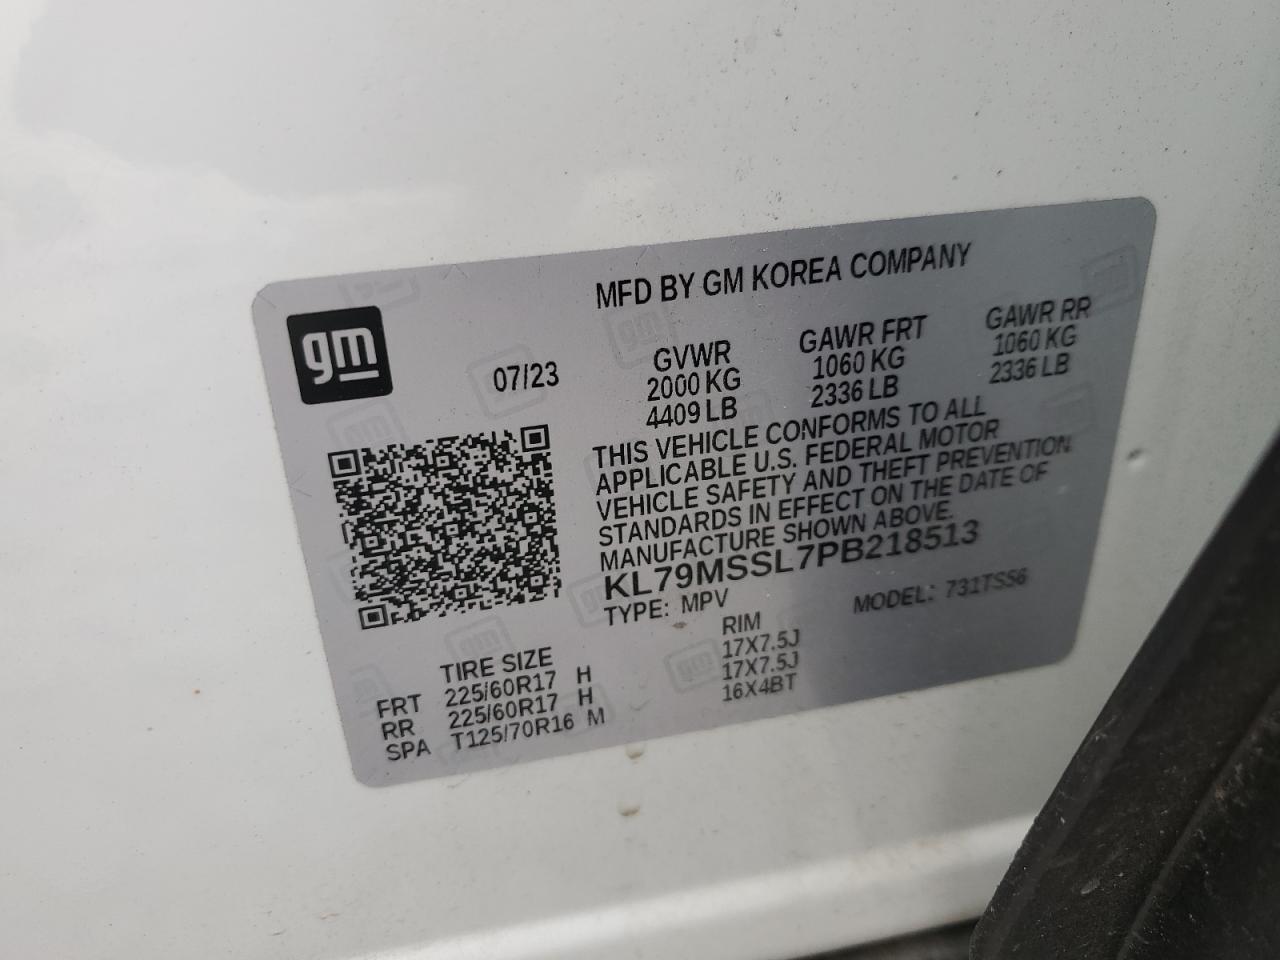 MFD BY GM KOREA COMPANY
gm
07/23
GVWR GAWR FRT GAWR RR
2000 KG 1060 KG 1060 KG
4409 LB 2336 LB 2336 LB
THIS VEHICLE CONFORMS TO ALL
APPLICABLE U.S. FEDERAL MOTOR
VEHICLE SAFETY AND THEFT PREVENTION
STANDARDS IN EFFECT ON THE DATE OF
MANUFACTURE SHOWN ABOVE.
KL79MSSL7PB218513
TYPE: MPV MODEL: 731TSS6
TIRE SIZE RIM
FRT 225/60R17 H 17X7.5J
RR 225/60R17 H 17X7.5J
SPA T125/70R16 M 16X4BT